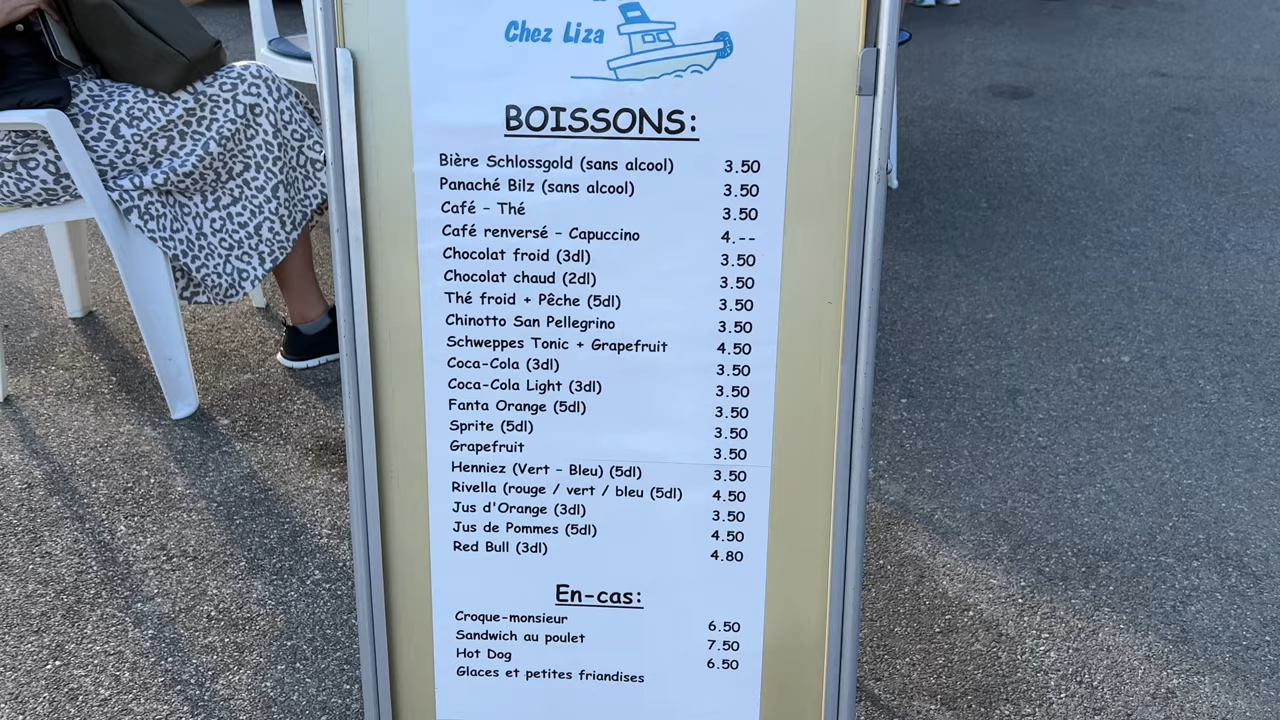 Chez Liza
BOISSONS:
Bière Schlossgold (sans alcool) 3.50
Panaché Bilz (sans alcool) 3.50
Café - Thé 3.50
Café renversé - Capuccino 4.--
Chocolat froid (3dl) 3.50
Chocolat chaud (2dl) 3.50
Thé froid + Pêche (5dl) 3.50
Chinotto San Pellegrino 3.50
Schweppes Tonic + Grapefruit 4.50
Coca-Cola (3dl) 3.50
Coca-Cola Light (3dl) 3.50
Fanta Orange (5dl) 3.50
Sprite (5dl) 3.50
Grapefruit 3.50
Henniez (Vert - Bleu) (5dl) 3.50
Rivella (rouge / vert / bleu (5dl) 4.50
Jus d'Orange (3dl) 3.50
Jus de Pommes (5dl) 4.50
Red Bull (3dl) 4.80
En-cas:
Croque-monsieur 6.50
Sandwich au poulet 7.50
Hot Dog 6.50
Glaces et petites friandises